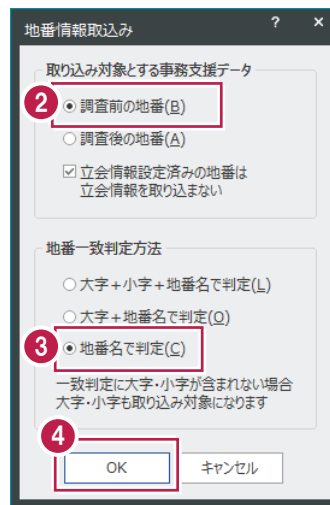 地番情報取込み ? ×
取り込み対象とする事務支援データ
2 調査前の地番(B)
調査後の地番(A)
立会情報設定済みの地番は
立会情報を取り込まない
地番一致判定方法
大字+小字+地番名で判定(L)
大字+地番名で判定(O)
3 地番名で判定(C)
一致判定に大字・小字が含まれない場合
大字・小字も取り込み対象になります
4
OK キャンセル